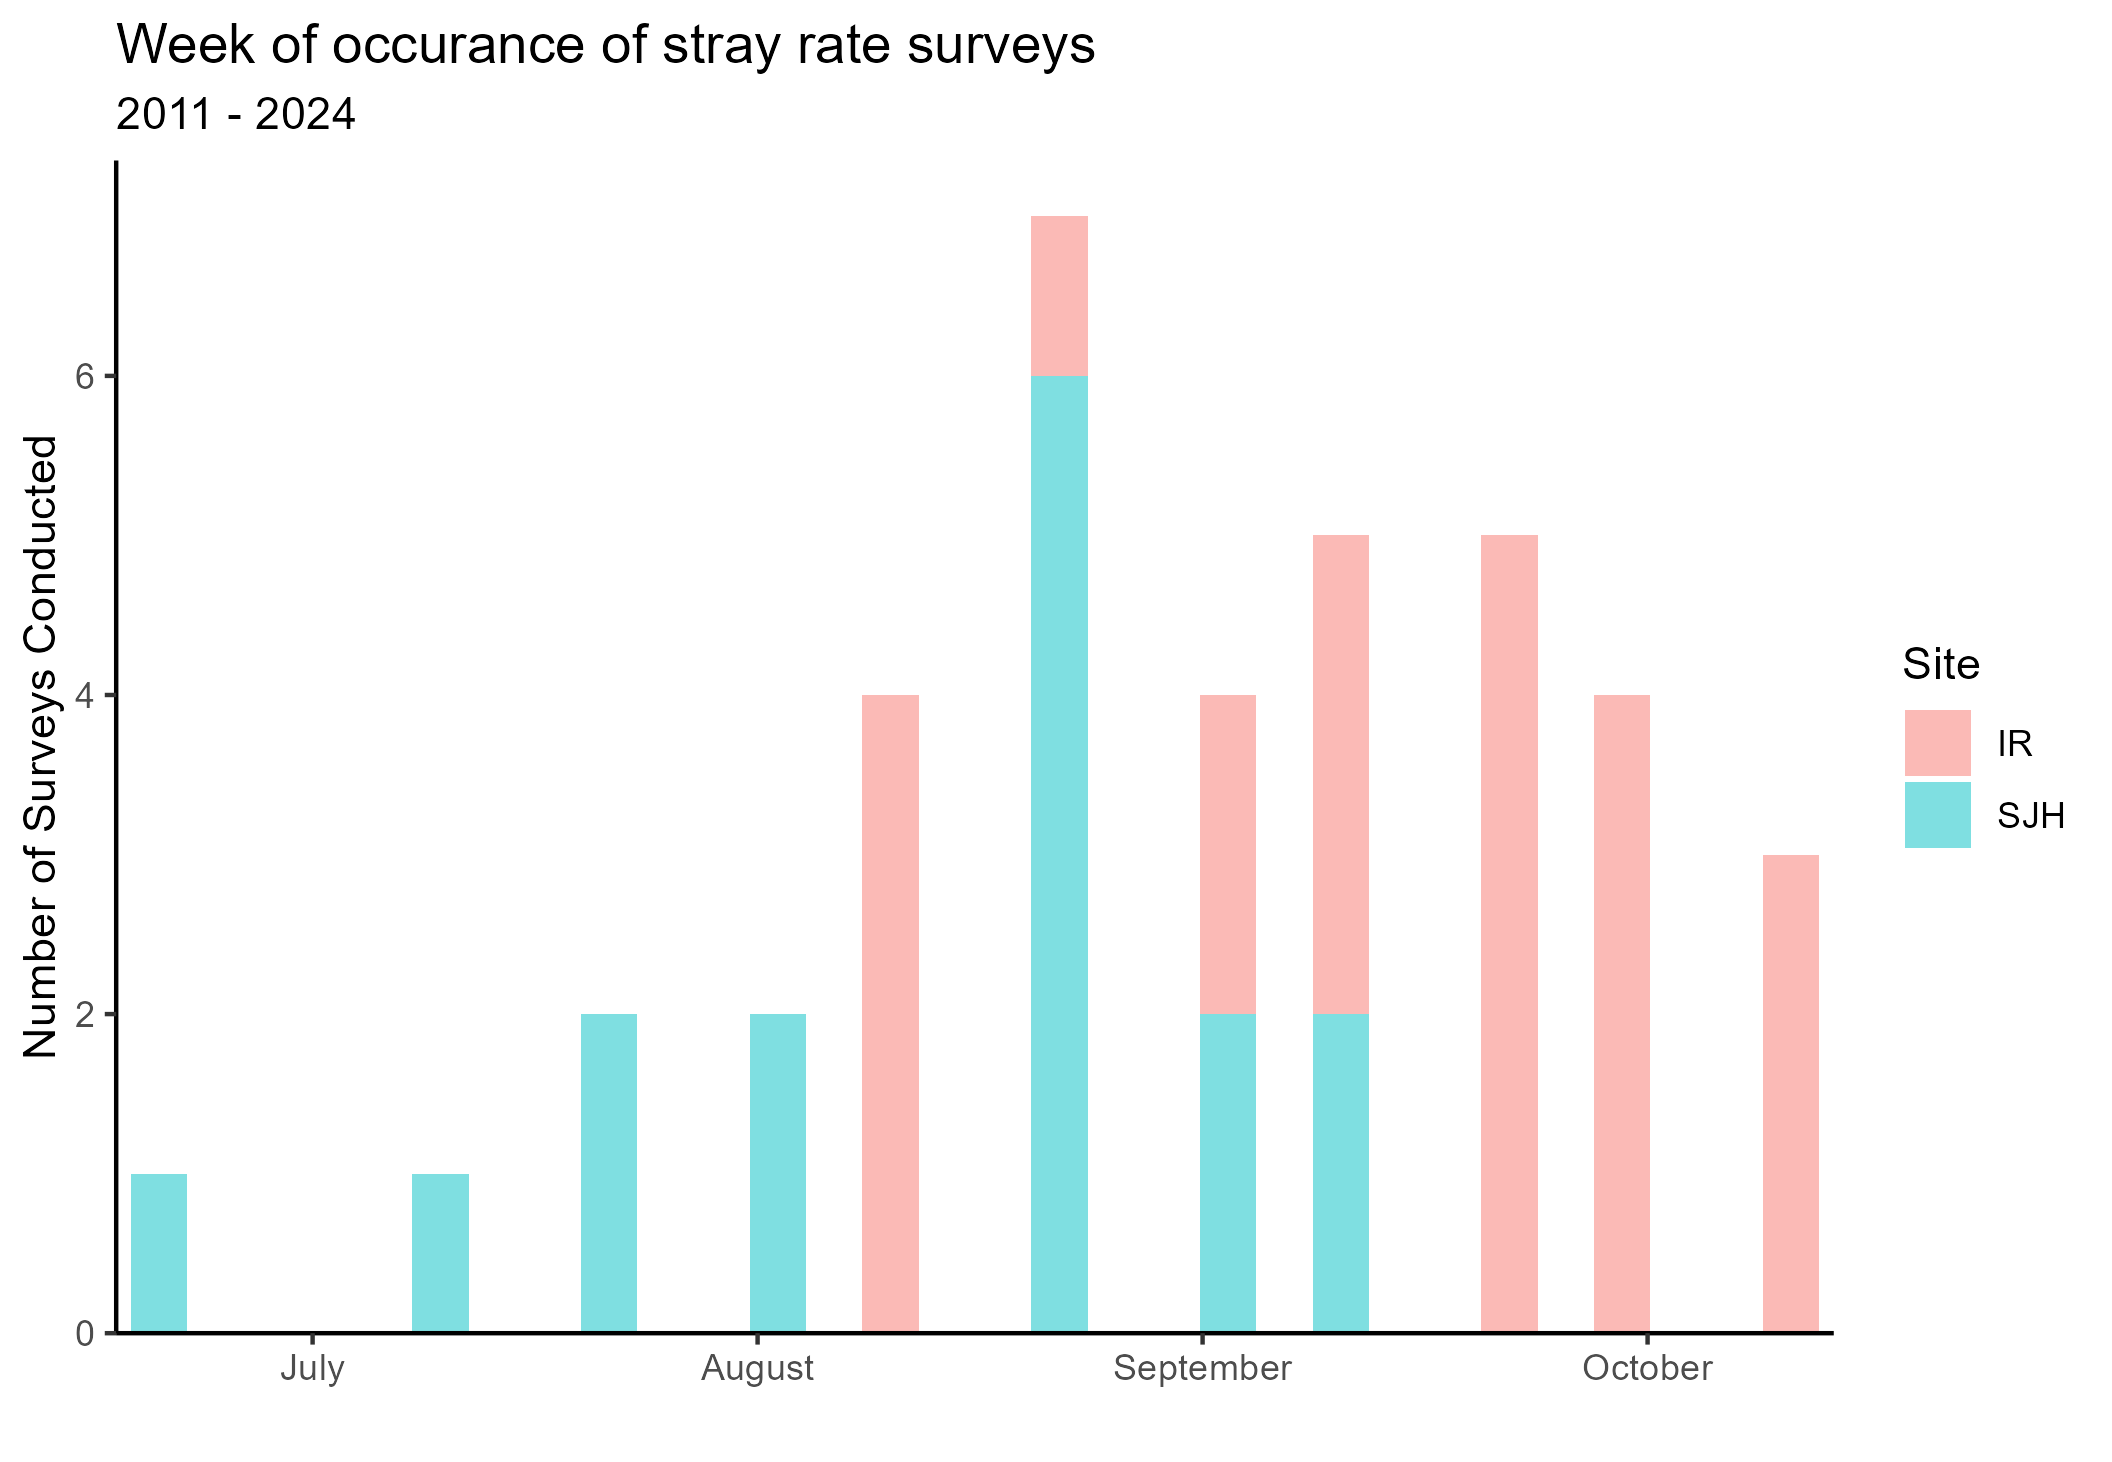 Week of occurance of stray rate surveys
2011 - 2024
Number of Surveys Conducted
6
4
2
0
July
August
September
October
Site
IR
SJH